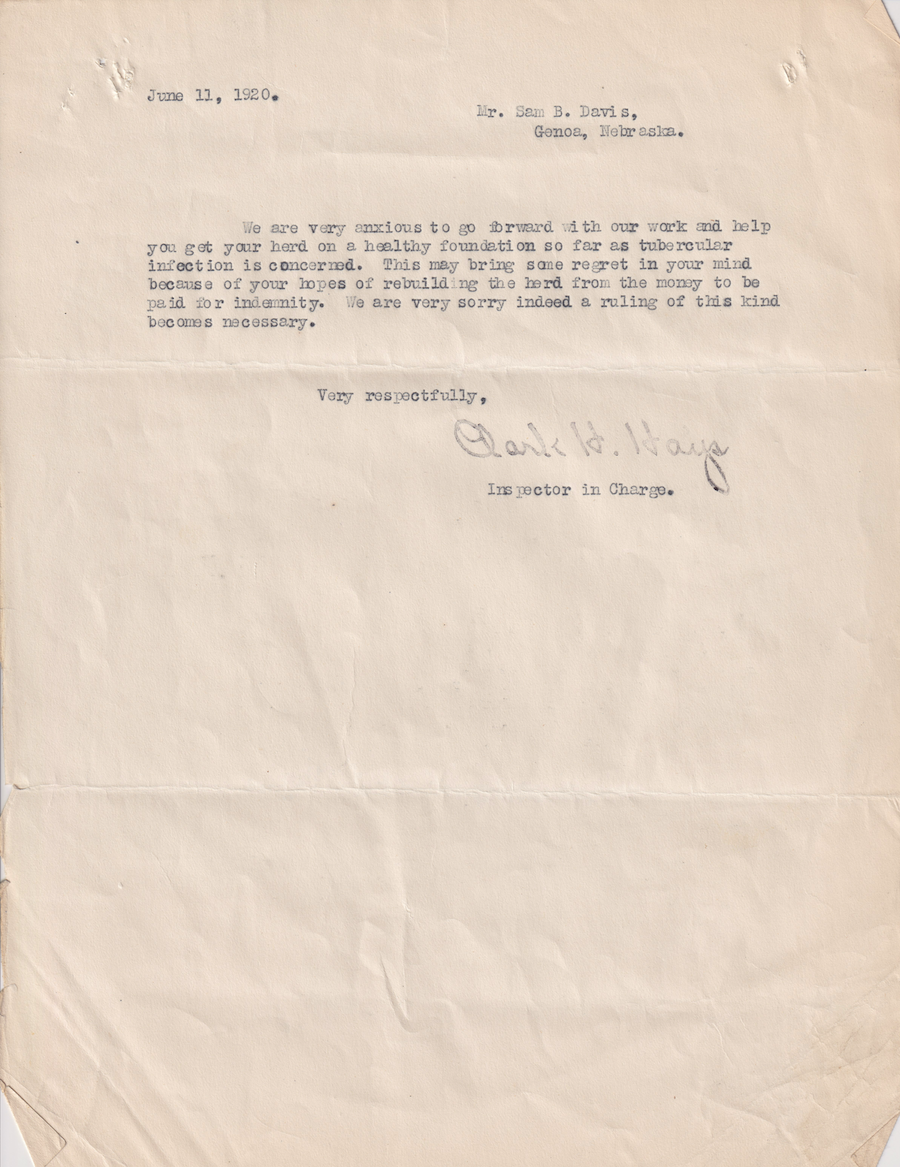 June 11, 1920.
Mr. Sam B. Davis,
Genoa, Nebraska.
We are very anxious to go forward with our work and help
you get your herd on a healthy foundation so far as tubercular
infection is concerned. This may bring some regret in your mind
because of your hopes of rebuilding the herd from the money to be
paid for indemnity. We are very sorry indeed a ruling of this kind
becomes necessary.
Very respectfully,
Clark H. Hays
Inspector in Charge.